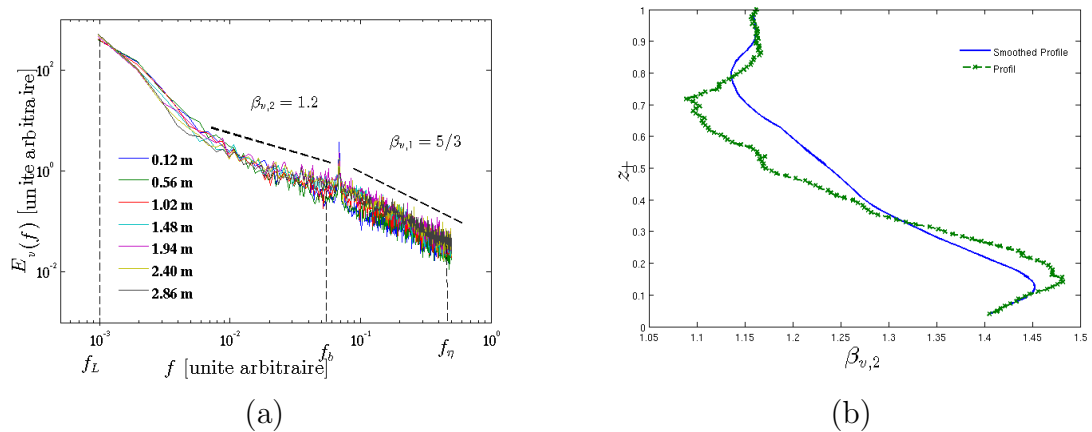 E_v(f) [unite arbitraire]
10^2
10^0
10^-2
β_{v,2} = 1.2
β_{v,1} = 5/3
0.12 m
0.56 m
1.02 m
1.48 m
1.94 m
2.40 m
2.86 m
10^-3
10^-2
10^-1
10^0
f_L
f_b
f_η
f [unite arbitraire]
(a)
z+
1
0.9
0.8
0.7
0.6
0.5
0.4
0.3
0.2
0.1
0
Smoothed Profile
Profil
1.05
1.1
1.15
1.2
1.25
1.3
1.35
1.4
1.45
1.5
β_{v,2}
(b)